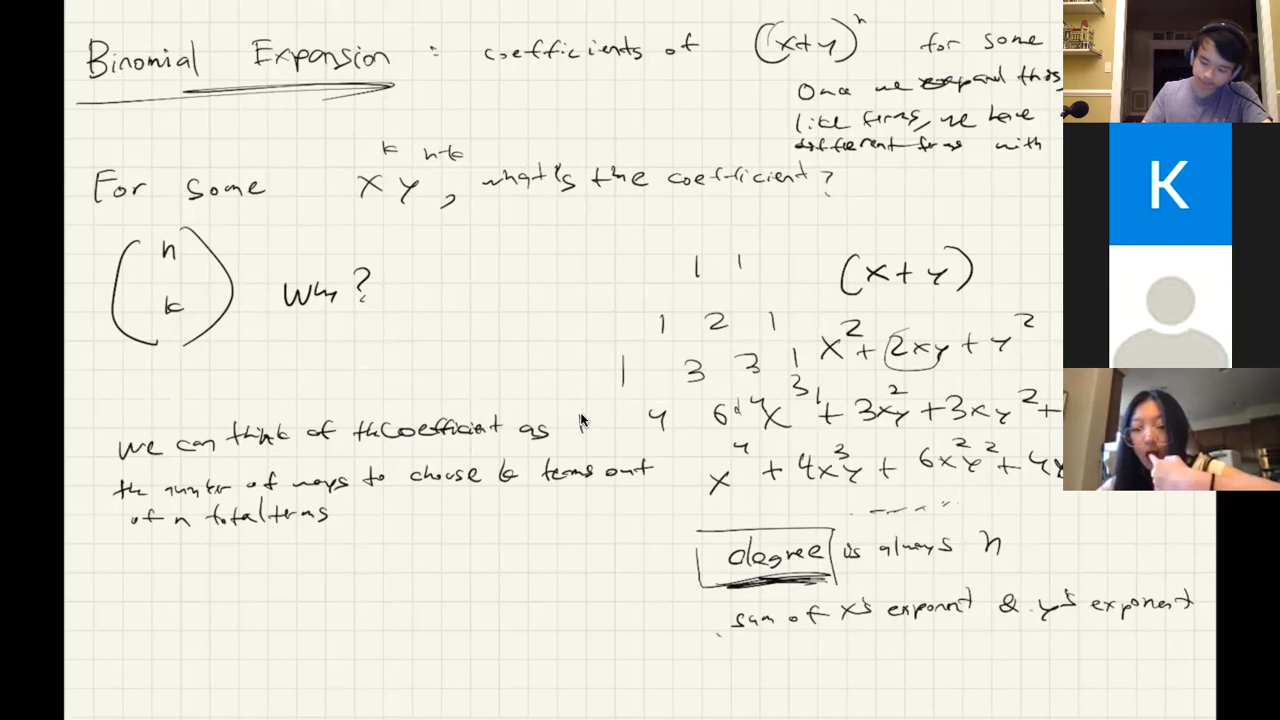 Binomial Expansion : coefficients of (x+y)^n for some
Once we expand this,
like terms, we have
different terms with
For some x^k y^n-k, what's the coefficient?
(n
k) Why?
1 1 (x+y)
1 2 1 x^2 + 2xy + y^2
1 3 3 1 x^3 + 3x^2y + 3xy^2 +
1 4 6 4 1
x^4 + 4x^3y + 6x^2y^2 + 4x
we can think of the coefficient as
the number of ways to choose k terms out
of n total terms
degree is always n
sum of x's exponent & y's exponent
K